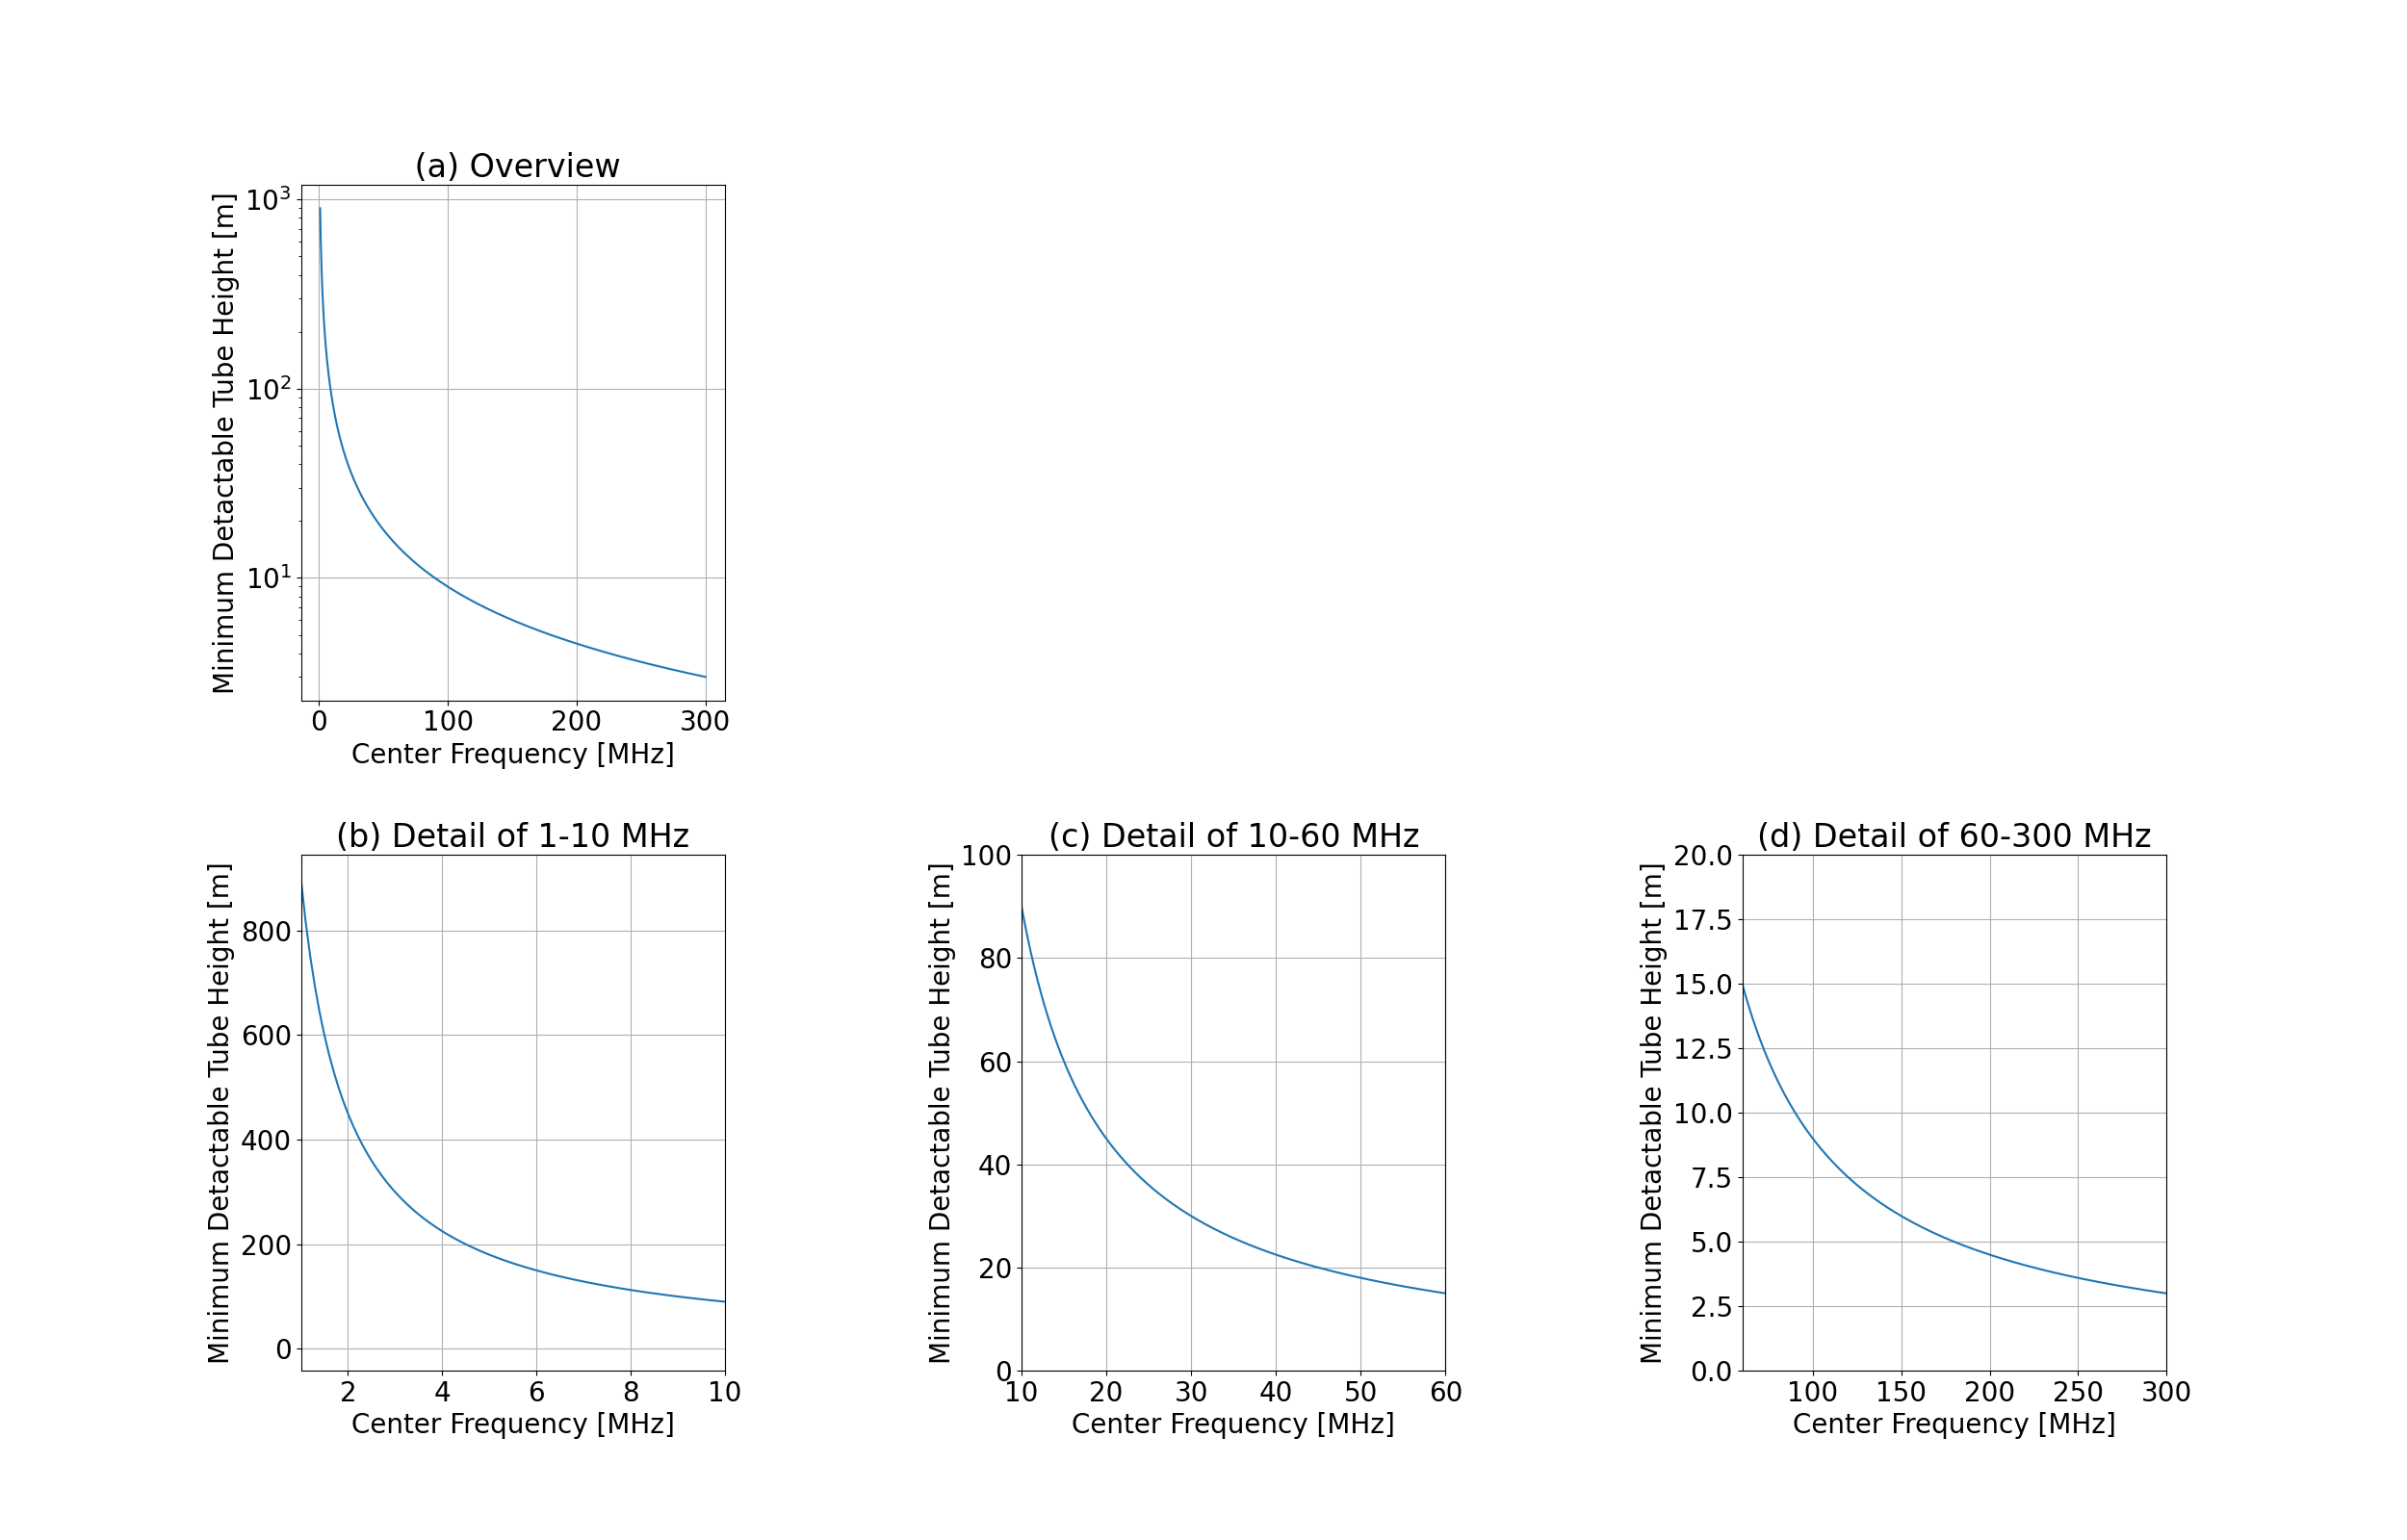 (a) Overview
Minimum Detactable Tube Height [m]
10³
10²
10¹
0 100 200 300
Center Frequency [MHz]
(b) Detail of 1-10 MHz
Minimum Detactable Tube Height [m]
800
600
400
200
0
2 4 6 8 10
Center Frequency [MHz]
(c) Detail of 10-60 MHz
Minimum Detactable Tube Height [m]
100
80
60
40
20
0
10 20 30 40 50 60
Center Frequency [MHz]
(d) Detail of 60-300 MHz
Minimum Detactable Tube Height [m]
20.0
17.5
15.0
12.5
10.0
7.5
5.0
2.5
0.0
100 150 200 250 300
Center Frequency [MHz]